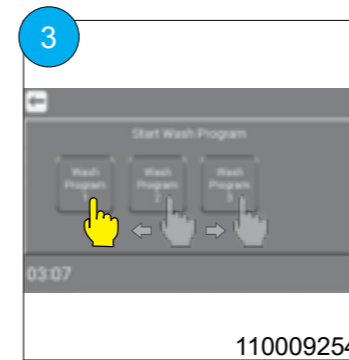 3
Start Wash Program
Wash Program 1
Wash Program 2
Wash Program 3
03:07
110009254